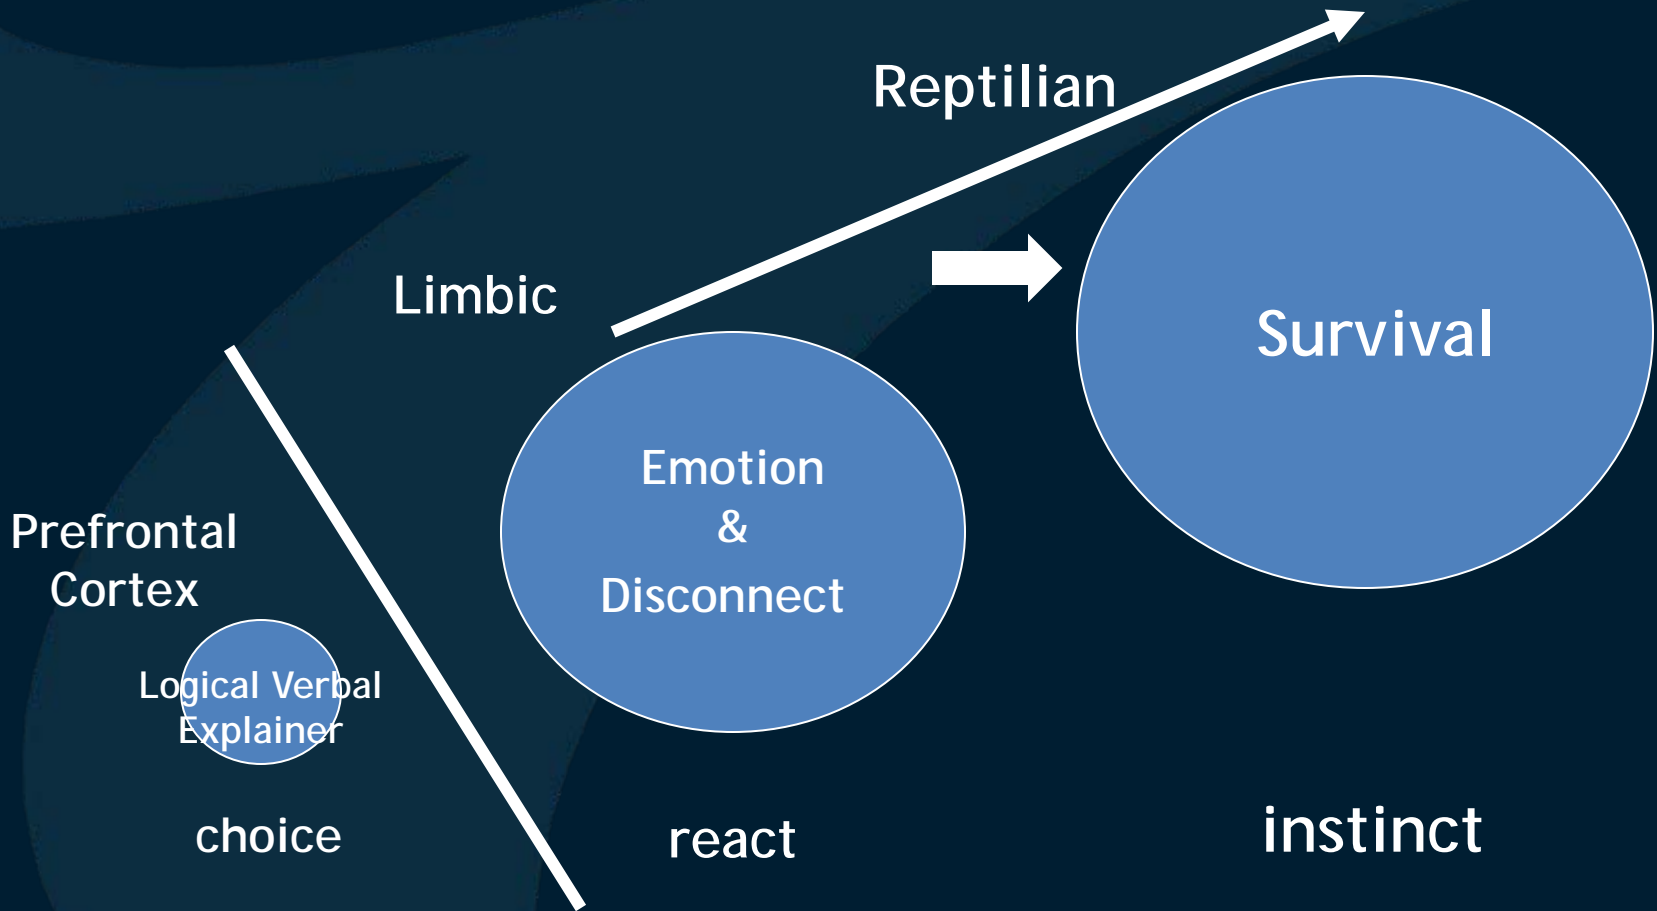 Reptilian
Limbic
Survival
Emotion
&
Disconnect
Prefrontal
Cortex
Logical Verbal
Explainer
choice
react
instinct